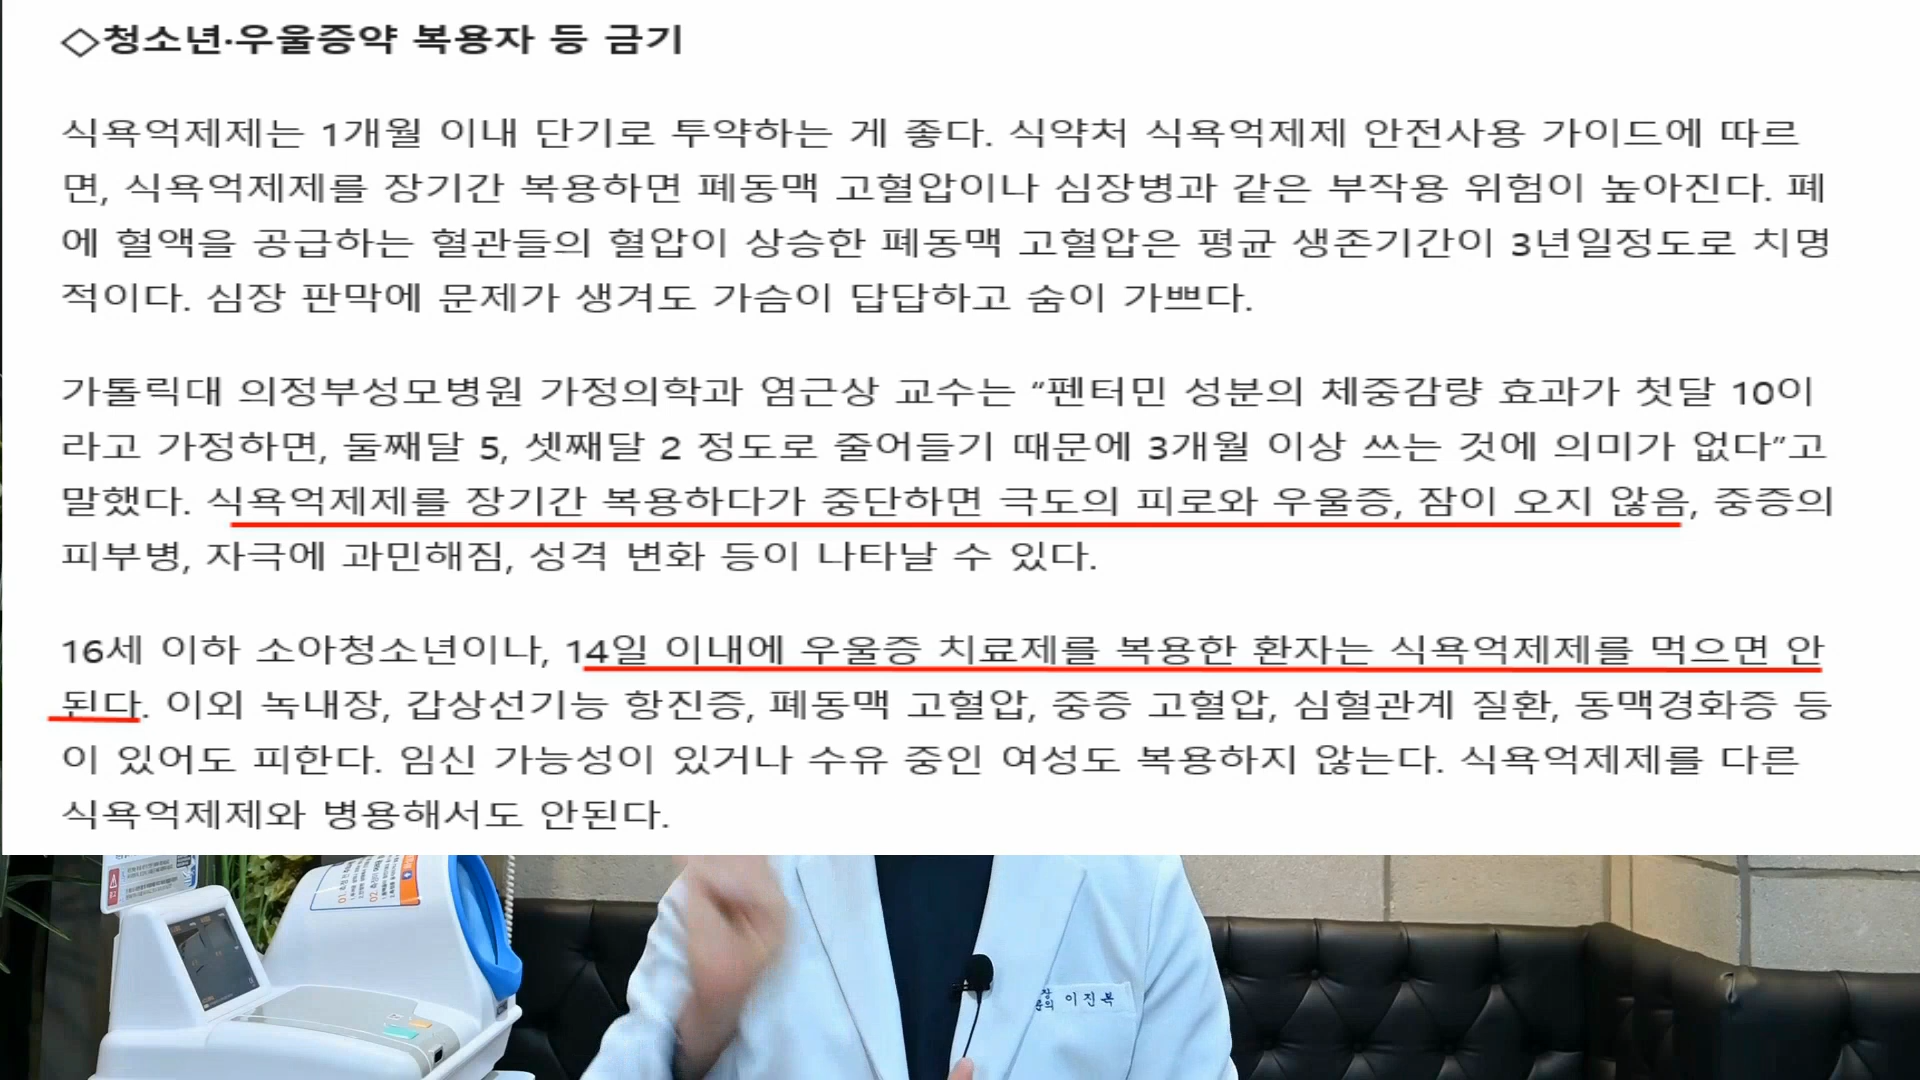 ◇청소년·우울증약 복용자 등 금기
식욕억제제는 1개월 이내 단기로 투약하는 게 좋다. 식약처 식욕억제제 안전사용 가이드에 따르
면, 식욕억제제를 장기간 복용하면 폐동맥 고혈압이나 심장병과 같은 부작용 위험이 높아진다. 폐
에 혈액을 공급하는 혈관들의 혈압이 상승한 폐동맥 고혈압은 평균 생존기간이 3년일정도로 치명
적이다. 심장 판막에 문제가 생겨도 가슴이 답답하고 숨이 가쁘다.
가톨릭대 의정부성모병원 가정의학과 염근상 교수는 “펜터민 성분의 체중감량 효과가 첫달 10이
라고 가정하면, 둘째달 5, 셋째달 2 정도로 줄어들기 때문에 3개월 이상 쓰는 것에 의미가 없다”고
말했다. 식욕억제제를 장기간 복용하다가 중단하면 극도의 피로와 우울증, 잠이 오지 않음, 중증의
피부병, 자극에 과민해짐, 성격 변화 등이 나타날 수 있다.
16세 이하 소아청소년이나, 14일 이내에 우울증 치료제를 복용한 환자는 식욕억제제를 먹으면 안
된다. 이외 녹내장, 갑상선기능 항진증, 폐동맥 고혈압, 중증 고혈압, 심혈관계 질환, 동맥경화증 등
이 있어도 피한다. 임신 가능성이 있거나 수유 중인 여성도 복용하지 않는다. 식욕억제제를 다른
식욕억제제와 병용해서도 안된다.
이진복